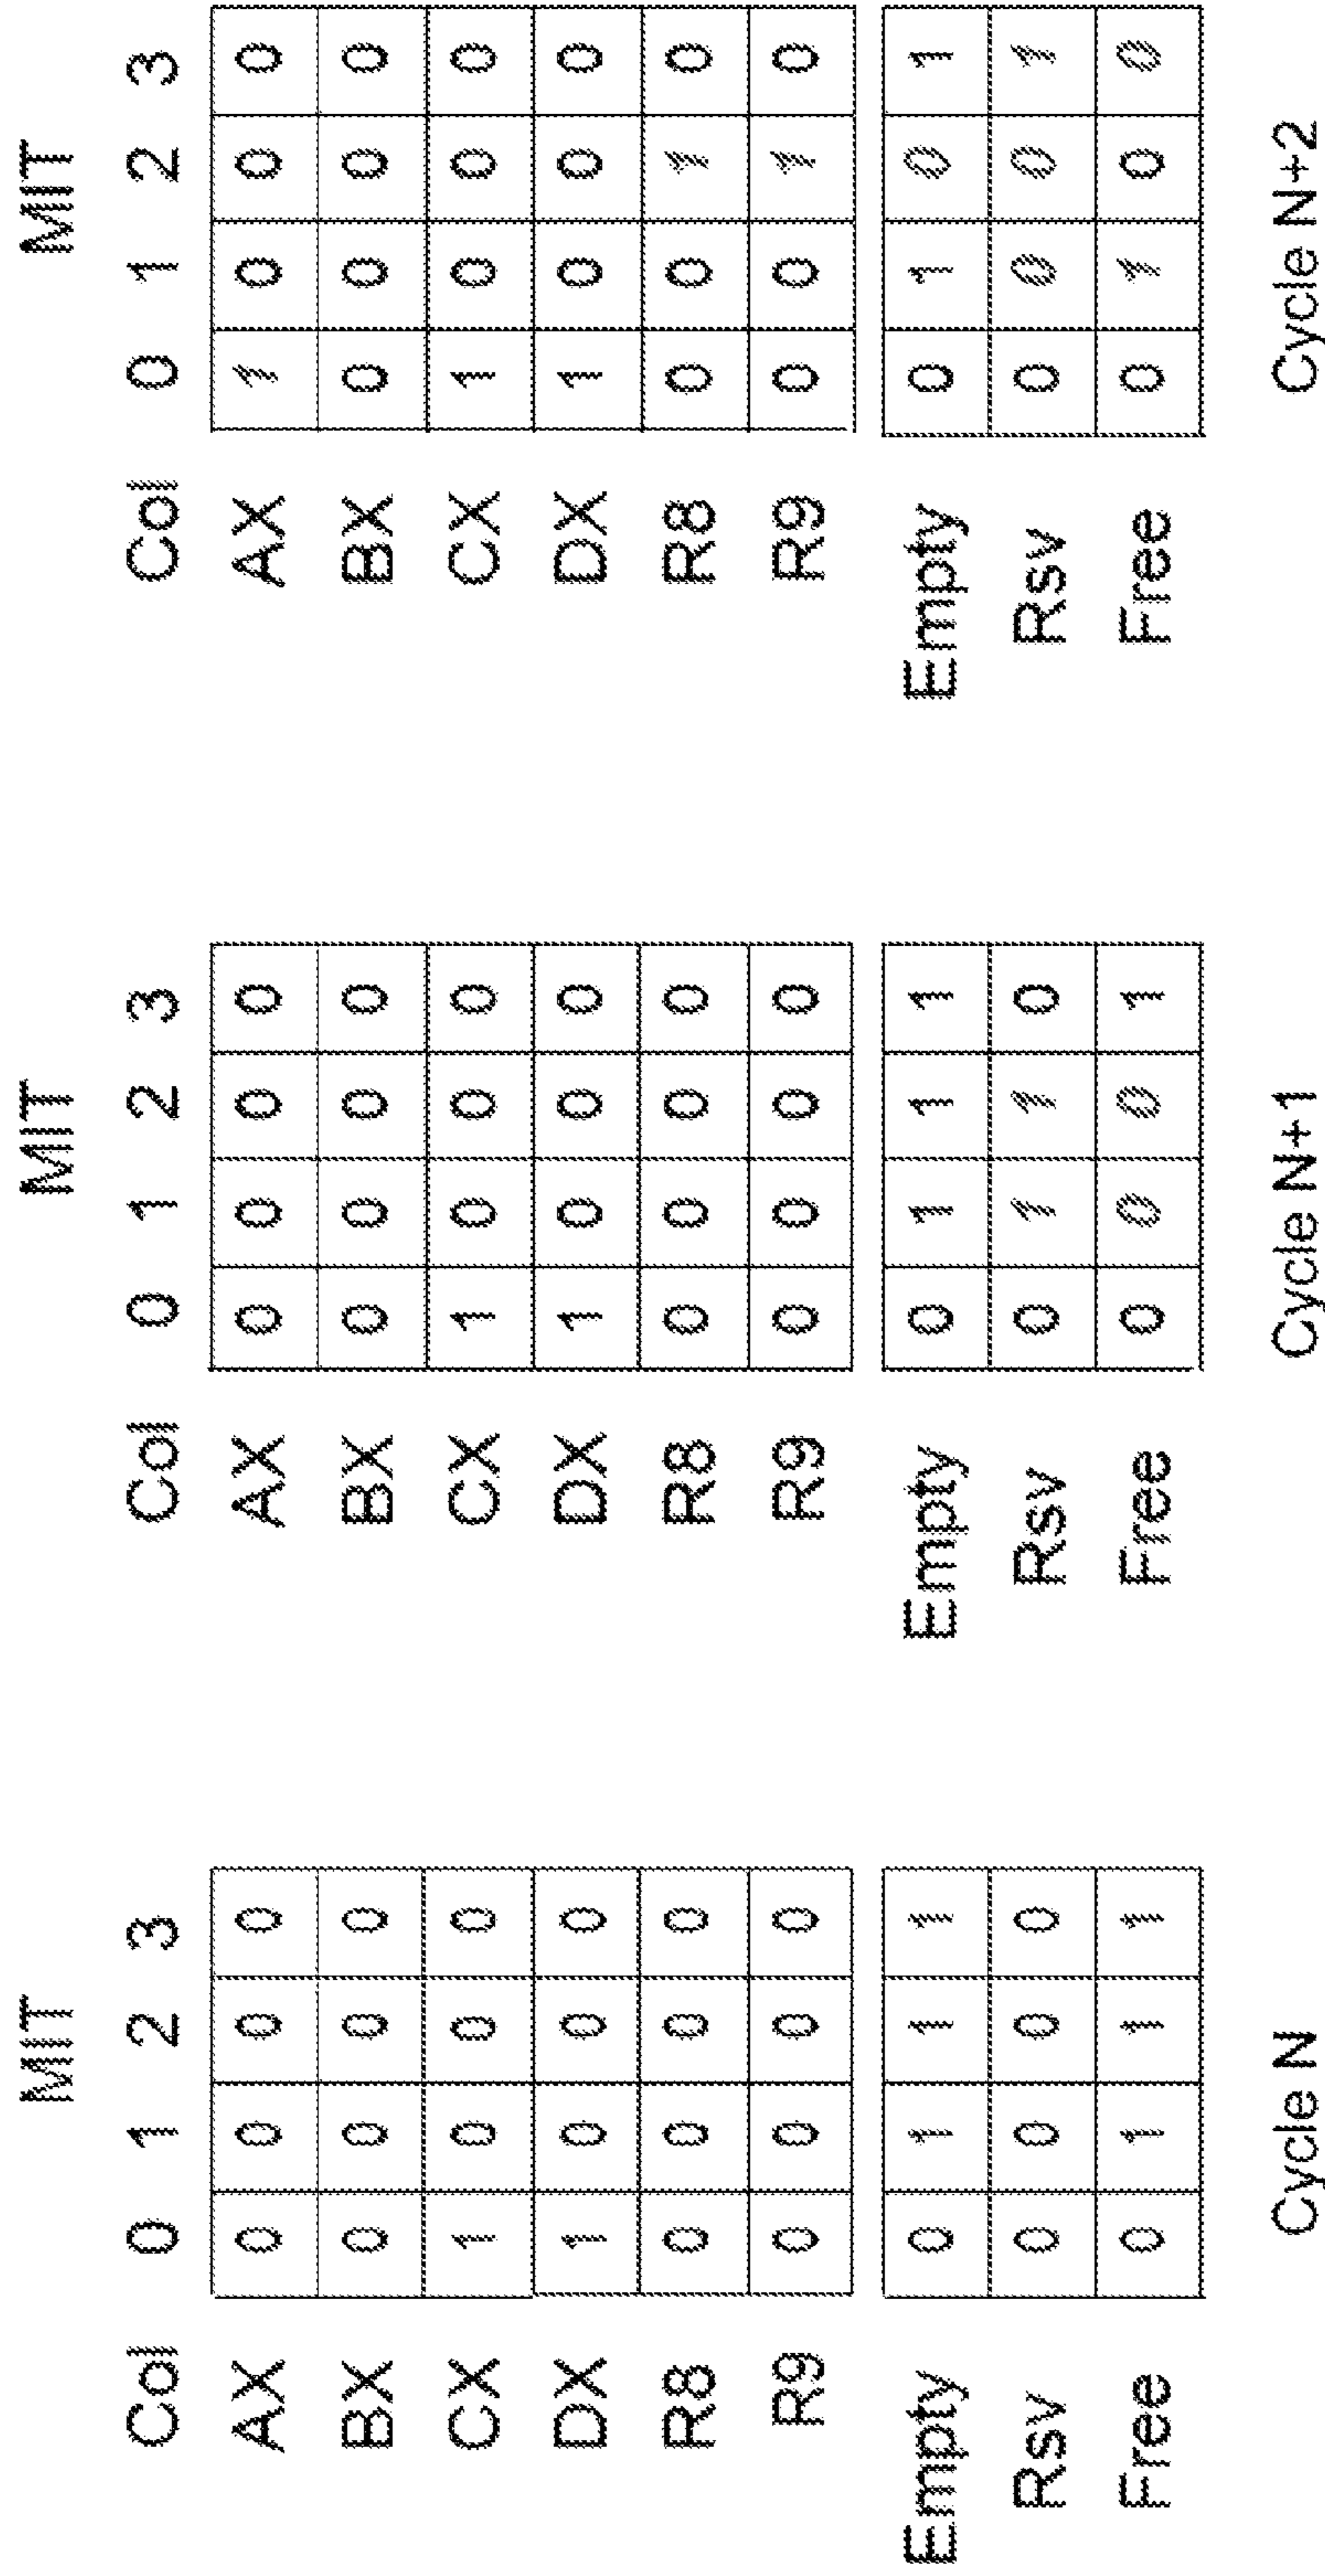 MIT
Col 0 1 2 3
AX 0 0 0 0
BX 0 0 0 0
CX 1 0 0 0
DX 1 0 0 0
R8 0 0 0 0
R9 0 0 0 0
Empty 0 1 1 1
Rsv 0 0 0 0
Free 0 1 1 1
Cycle N
MIT
Col 0 1 2 3
AX 0 0 0 0
BX 0 0 0 0
CX 1 0 0 0
DX 1 0 0 0
R8 0 0 0 0
R9 0 0 0 0
Empty 0 1 1 1
Rsv 0 1 1 0
Free 0 0 0 1
Cycle N+1
MIT
Col 0 1 2 3
AX 1 0 0 0
BX 0 0 0 0
CX 1 0 0 0
DX 1 0 0 0
R8 0 0 1 0
R9 0 0 1 0
Empty 0 1 0 1
Rsv 0 0 0 1
Free 0 1 0 0
Cycle N+2